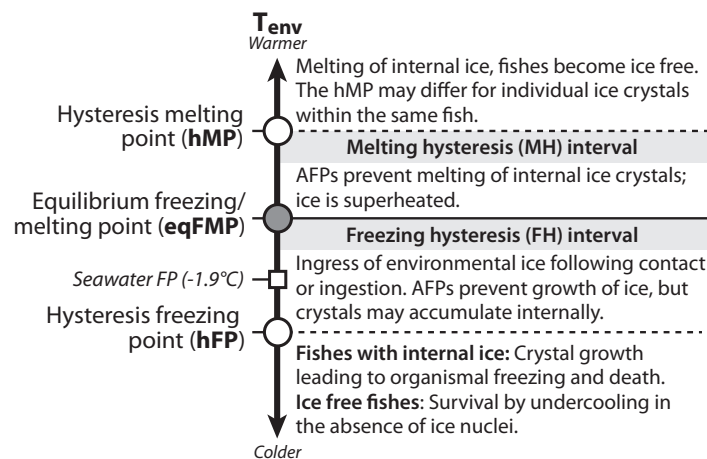 T_env
Warmer
Melting of internal ice, fishes become ice free.
The hMP may differ for individual ice crystals
within the same fish.
Hysteresis melting
point (hMP)
Melting hysteresis (MH) interval
AFPs prevent melting of internal ice crystals;
ice is superheated.
Equilibrium freezing/
melting point (eqFMP)
Freezing hysteresis (FH) interval
Ingress of environmental ice following contact
or ingestion. AFPs prevent growth of ice, but
crystals may accumulate internally.
Seawater FP (-1.9°C)
Hysteresis freezing
point (hFP)
Fishes with internal ice: Crystal growth
leading to organismal freezing and death.
Ice free fishes: Survival by undercooling in
the absence of ice nuclei.
Colder